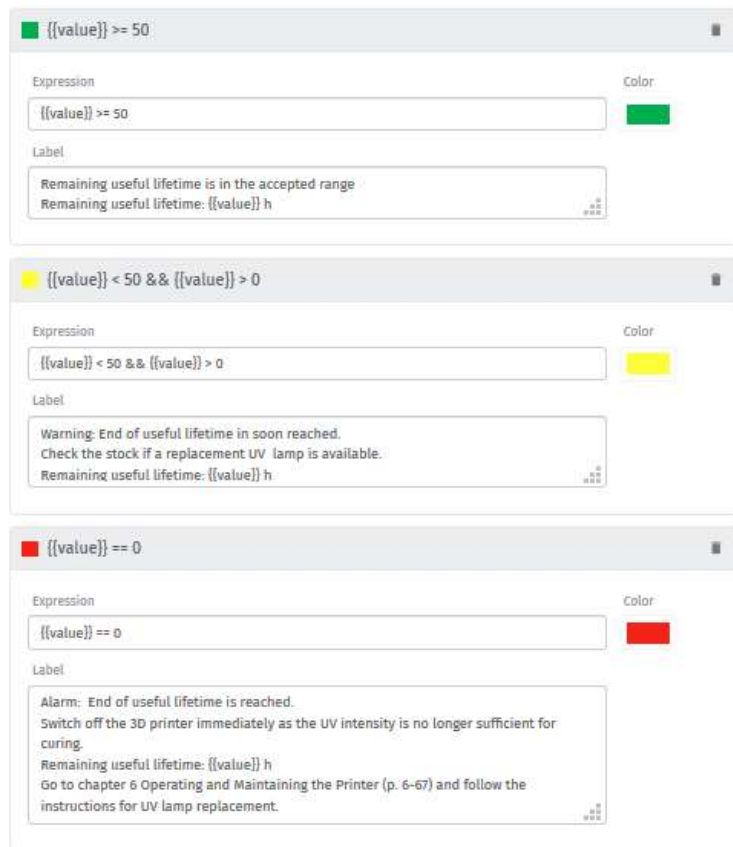 {{value}} >= 50
Expression
Color
{{value}} >= 50
Label
Remaining useful lifetime is in the accepted range
Remaining useful lifetime: {{value}} h
{{value}} < 50 && {{value}} > 0
Expression
Color
{{value}} < 50 && {{value}} > 0
Label
Warning: End of useful lifetime in soon reached.
Check the stock if a replacement UV lamp is available.
Remaining useful lifetime: {{value}} h
{{value}} == 0
Expression
Color
{{value}} == 0
Label
Alarm: End of useful lifetime is reached.
Switch off the 3D printer immediately as the UV intensity is no longer sufficient for
curing.
Remaining useful lifetime: {{value}} h
Go to chapter 6 Operating and Maintaining the Printer (p. 6-67) and follow the
instructions for UV lamp replacement.